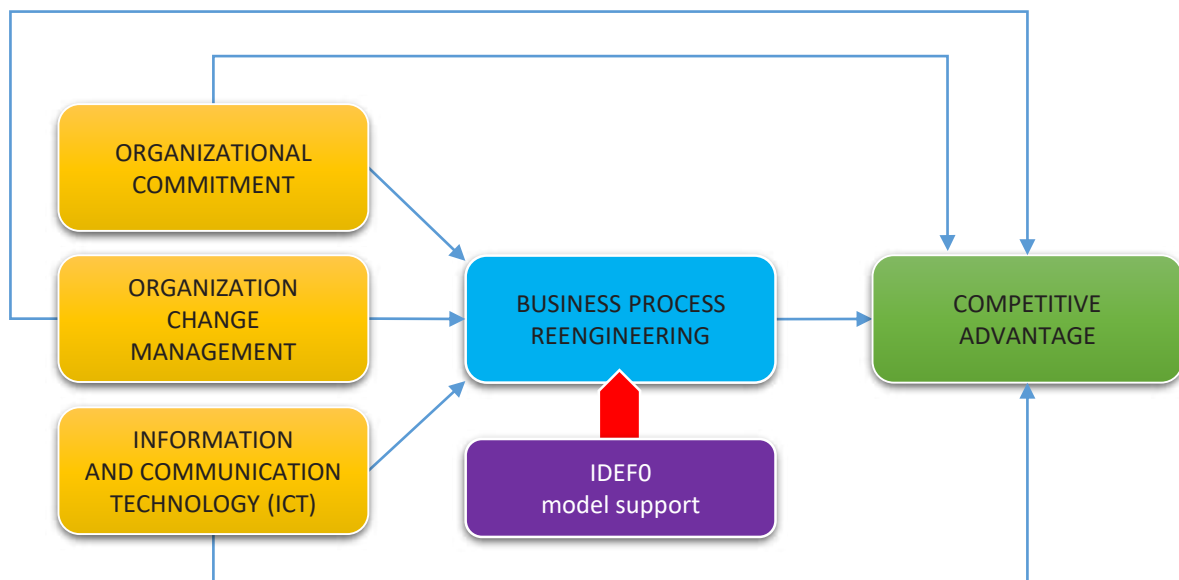 ORGANIZATIONAL
COMMITMENT
ORGANIZATION
CHANGE
MANAGEMENT
INFORMATION
AND COMMUNICATION
TECHNOLOGY (ICT)
BUSINESS PROCESS
REENGINEERING
IDEF0
model support
COMPETITIVE
ADVANTAGE